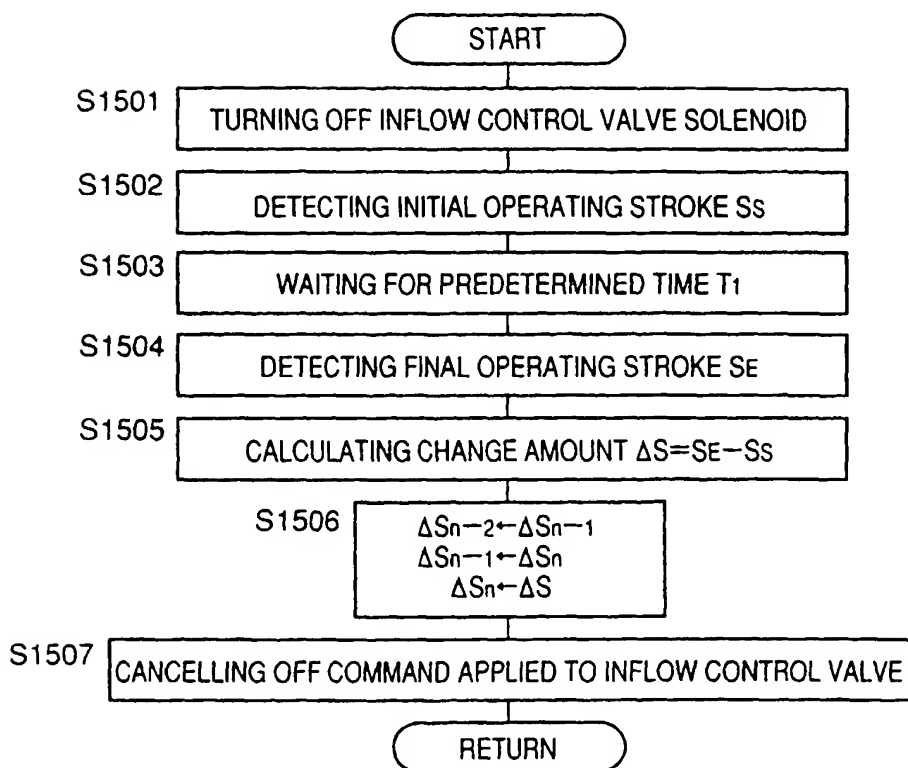 START
S1501
TURNING OFF INFLOW CONTROL VALVE SOLENOID
S1502
DETECTING INITIAL OPERATING STROKE SS
S1503
WAITING FOR PREDETERMINED TIME T1
S1504
DETECTING FINAL OPERATING STROKE SE
S1505
CALCULATING CHANGE AMOUNT ΔS=SE−SS
S1506
ΔSn−2←ΔSn−1
ΔSn−1←ΔSn
ΔSn←ΔS
S1507
CANCELLING OFF COMMAND APPLIED TO INFLOW CONTROL VALVE
RETURN